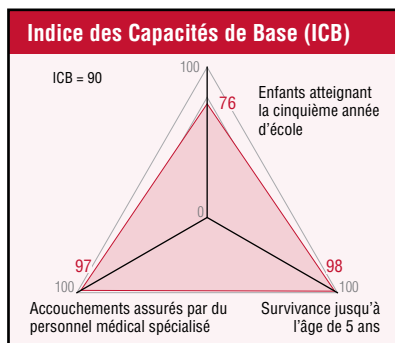 Indice des Capacités de Base (ICB)
100
ICB = 90
76
Enfants atteignant
la cinquième année
d'école
0
97
98
100
100
Accouchements assurés par du
personnel médical spécialisé
Survivance jusqu'à
l'âge de 5 ans